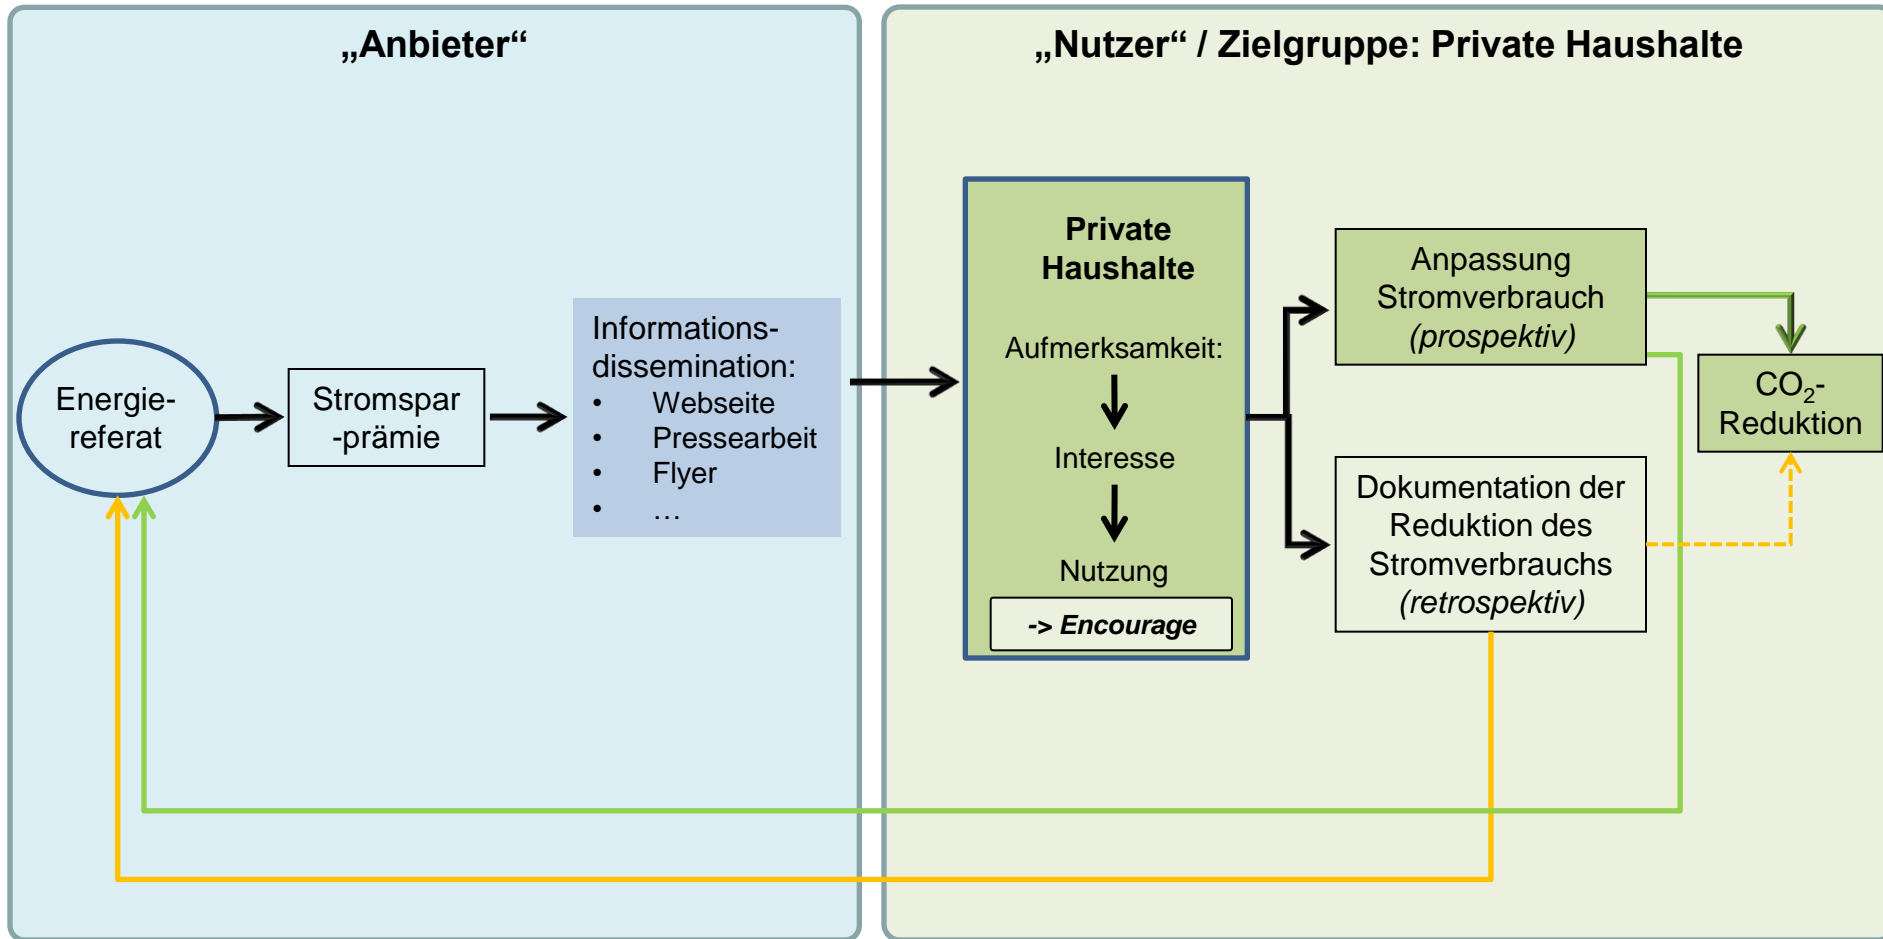 „Anbieter“
„Nutzer“ / Zielgruppe: Private Haushalte
Energie-
referat
Stromspar
-prämie
Informations-
dissemination:
• Webseite
• Pressearbeit
• Flyer
• …
Private
Haushalte
Aufmerksamkeit:
Interesse
Nutzung
-> Encourage
Anpassung
Stromverbrauch
(prospektiv)
Dokumentation der
Reduktion des
Stromverbrauchs
(retrospektiv)
CO₂-
Reduktion